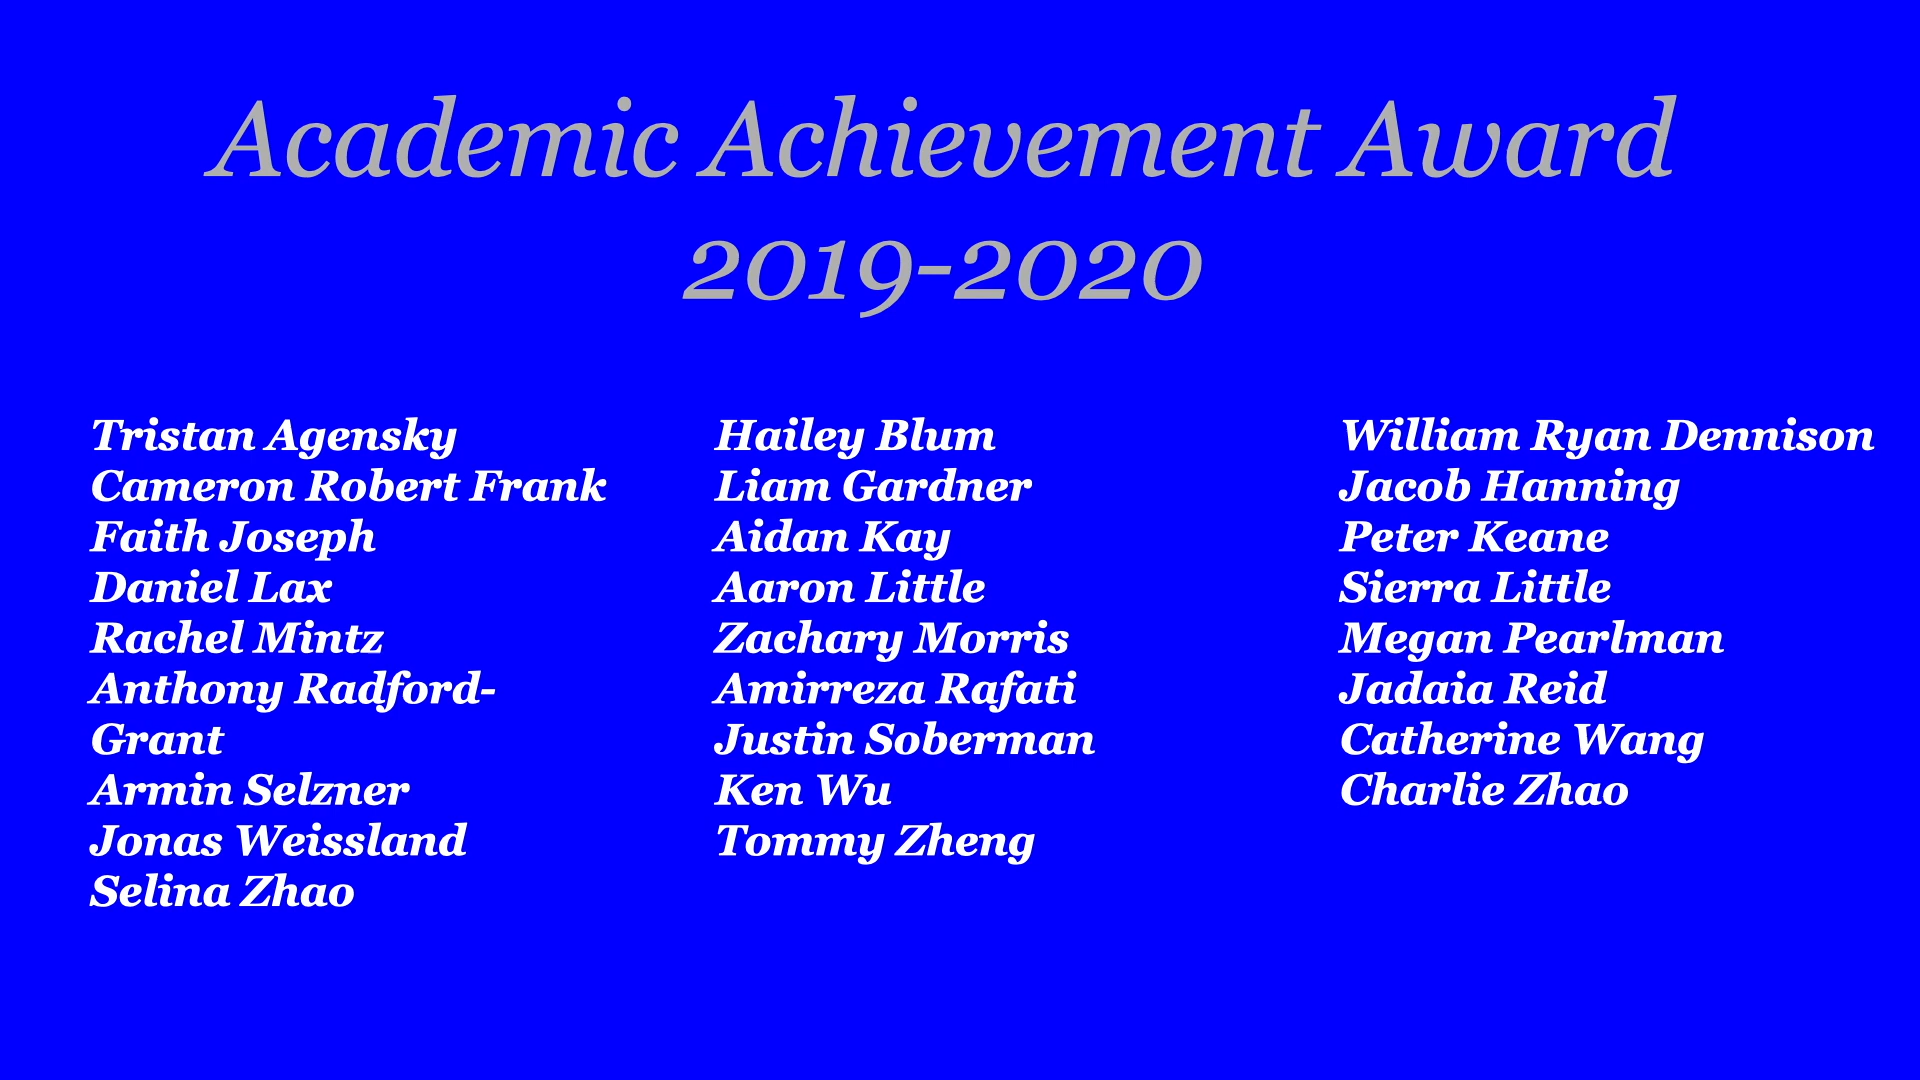 Academic Achievement Award
2019-2020
Tristan Agensky
Cameron Robert Frank
Faith Joseph
Daniel Lax
Rachel Mintz
Anthony Radford-
Grant
Armin Selzner
Jonas Weissland
Selina Zhao
Hailey Blum
Liam Gardner
Aidan Kay
Aaron Little
Zachary Morris
Amirreza Rafati
Justin Soberman
Ken Wu
Tommy Zheng
William Ryan Dennison
Jacob Hanning
Peter Keane
Sierra Little
Megan Pearlman
Jadaia Reid
Catherine Wang
Charlie Zhao